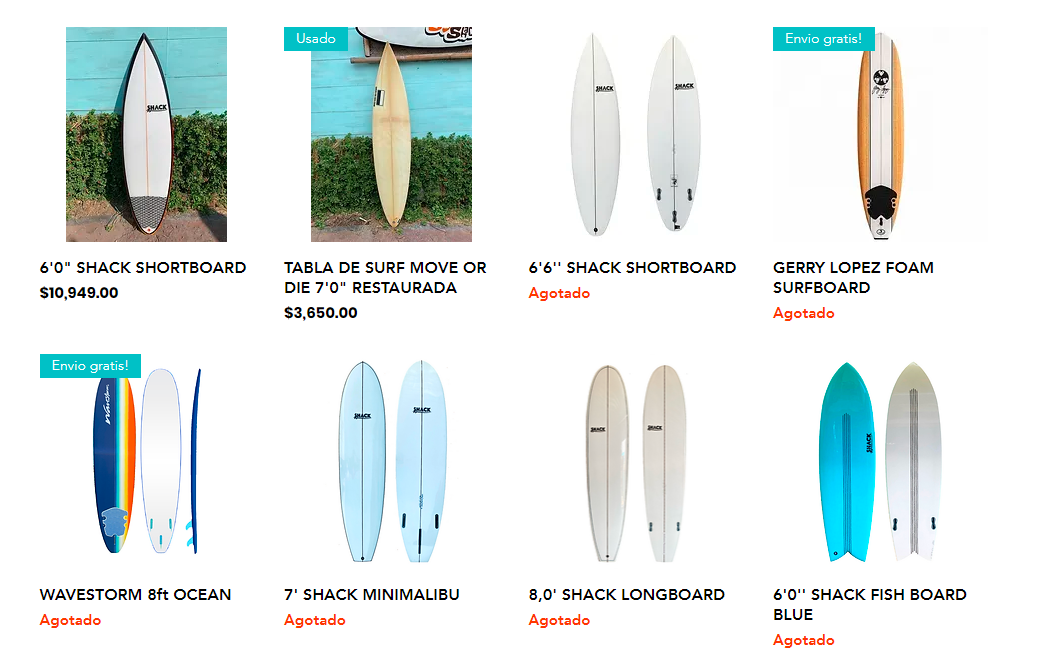 Usado
Envio gratis!
SHACK
SHACK
SHACK
6'0" SHACK SHORTBOARD
$10,949.00
TABLA DE SURF MOVE OR
DIE 7'0" RESTAURADA
$3,650.00
6'6'' SHACK SHORTBOARD
Agotado
GERRY LOPEZ FOAM
SURFBOARD
Agotado
Envio gratis!
SHACK
SHACK
SHACK
SHACK
SHACK
WAVESTORM 8ft OCEAN
Agotado
7' SHACK MINIMALIBU
Agotado
8,0' SHACK LONGBOARD
Agotado
6'0'' SHACK FISH BOARD
BLUE
Agotado